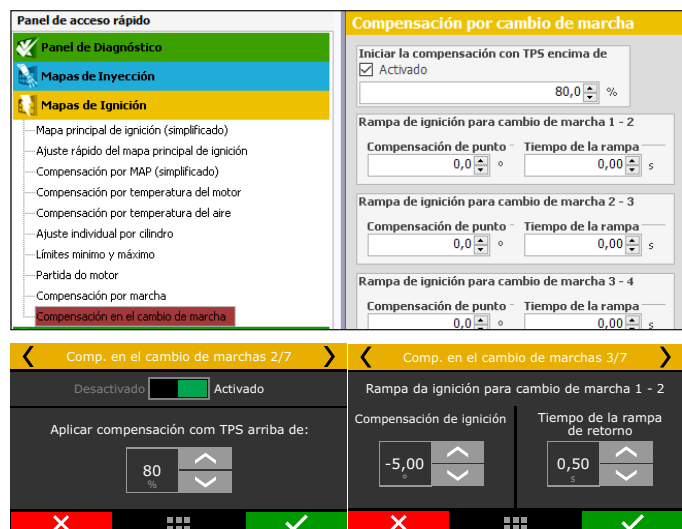 Panel de acceso rápido
Panel de Diagnóstico
Mapas de Inyección
Mapas de Ignición
Mapa principal de ignición (simplificado)
Ajuste rápido del mapa principal de ignición
Compensación por MAP (simplificado)
Compensación por temperatura del motor
Compensación por temperatura del aire
Ajuste individual por cilindro
Límites minimo y máximo
Partida do motor
Compensación por marcha
Compensación en el cambio de marcha
Compensación por cambio de marcha
Iniciar la compensación con TPS encima de
Activado
80,0 %
Rampa de ignición para cambio de marcha 1 - 2
Compensación de punto Tiempo de la rampa
0,0 ° 0,00 s
Rampa de ignición para cambio de marcha 2 - 3
Compensación de punto Tiempo de la rampa
0,0 ° 0,00 s
Rampa de ignición para cambio de marcha 3 - 4
Compensación de punto Tiempo de la rampa
0,0 ° 0,00 s
Comp. en el cambio de marchas 2/7
Desactivado Activado
Aplicar compensación com TPS arriba de:
80
%
Comp. en el cambio de marchas 3/7
Rampa da ignición para cambio de marcha 1 - 2
Compensación de ignición
-5,00
°
Tiempo de la rampa
de retorno
0,50
s